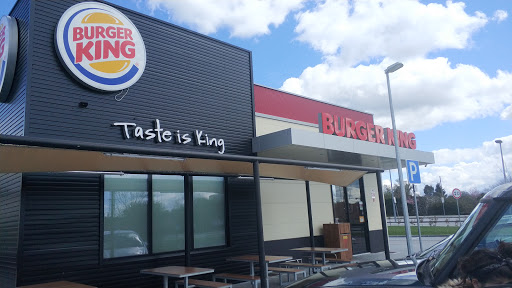 BURGER
KING
Taste is King
BURGER KING
P